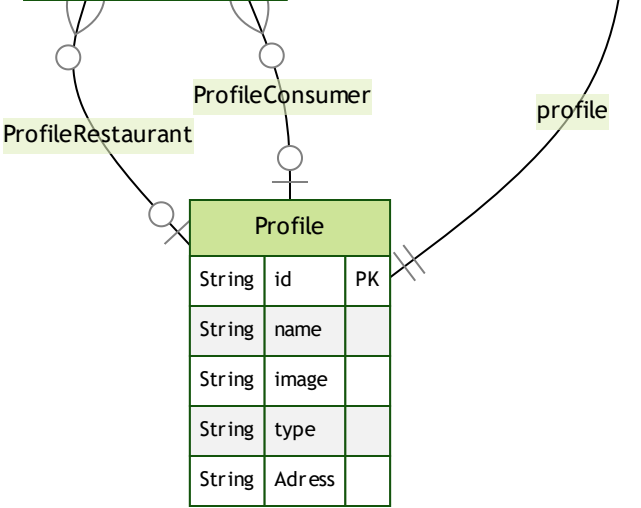 ProfileConsumer
profile
ProfileRestaurant
Profile
String id PK
String name
String image
String type
String Adress